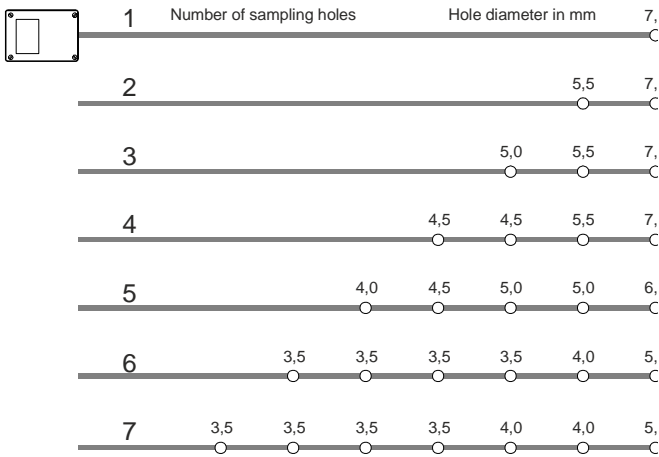 1 Number of sampling holes Hole diameter in mm 7,
2 5,5 7,
3 5,0 5,5 7,
4 4,5 4,5 5,5 7,
5 4,0 4,5 5,0 5,0 6,
6 3,5 3,5 3,5 3,5 4,0 5,
7 3,5 3,5 3,5 3,5 4,0 4,0 5,